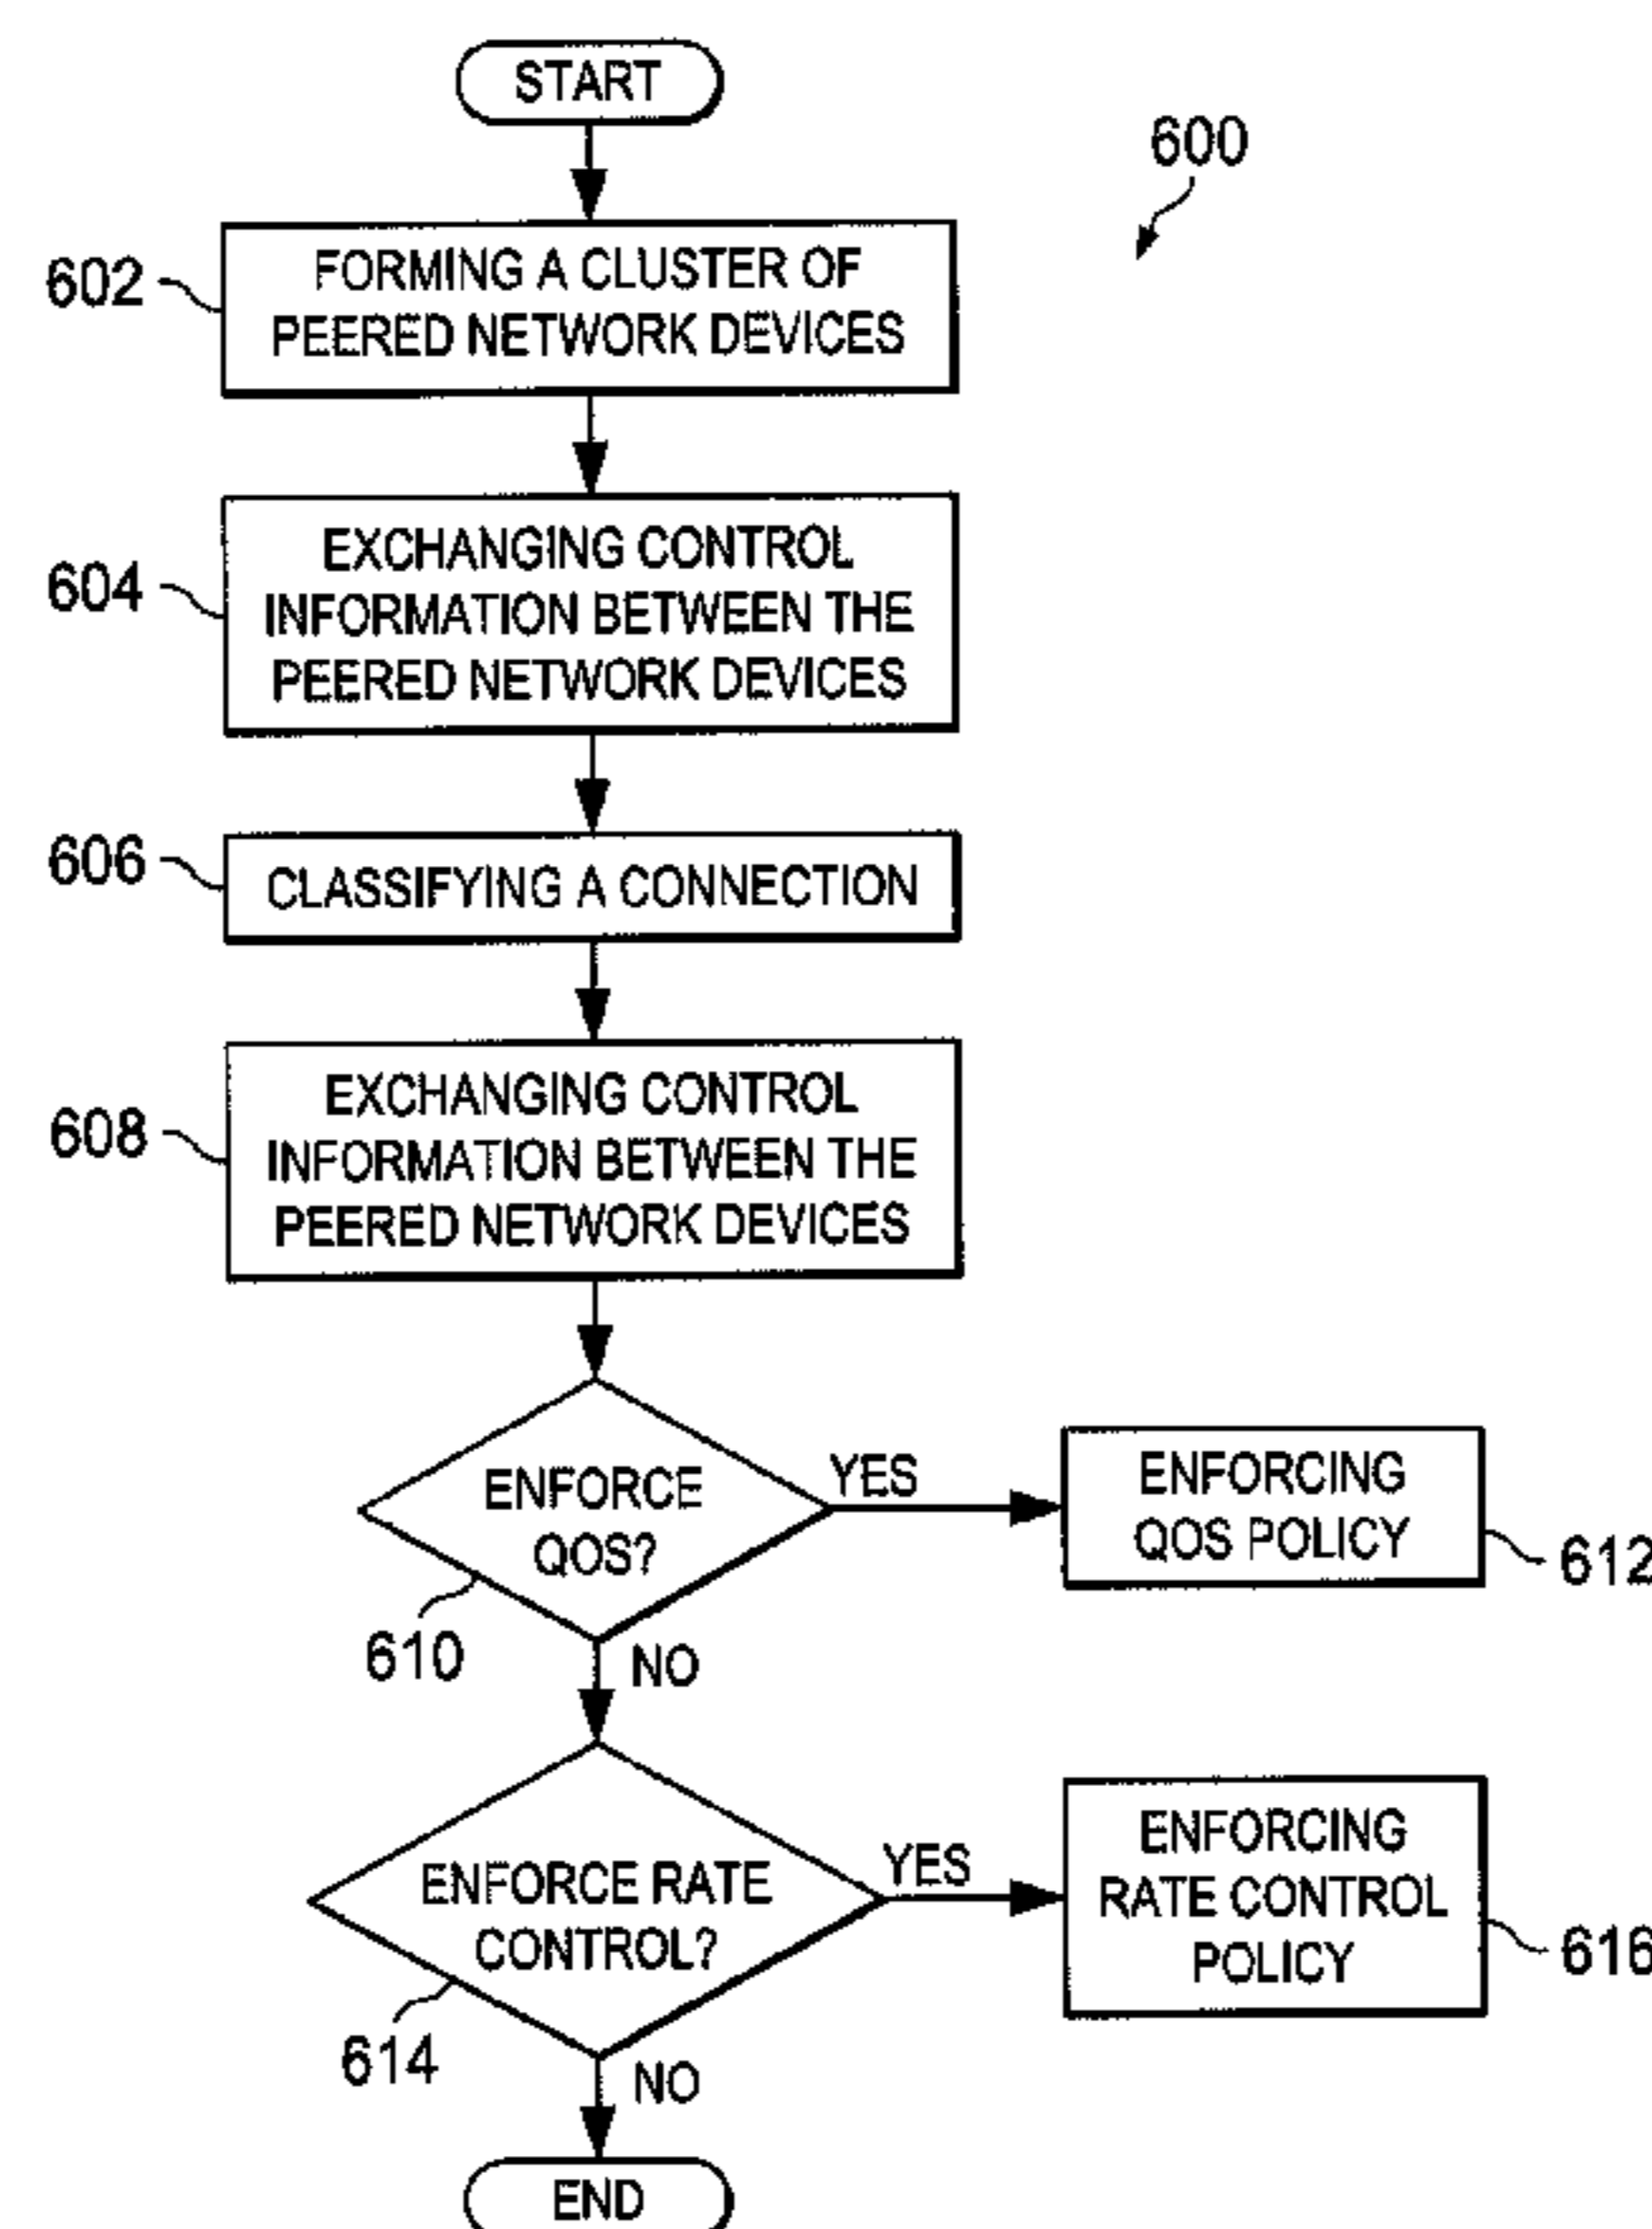 START
600
602
FORMING A CLUSTER OF
PEERED NETWORK DEVICES
604
EXCHANGING CONTROL
INFORMATION BETWEEN THE
PEERED NETWORK DEVICES
606
CLASSIFYING A CONNECTION
608
EXCHANGING CONTROL
INFORMATION BETWEEN THE
PEERED NETWORK DEVICES
ENFORCE
QOS?
610
YES
NO
ENFORCING
QOS POLICY
612
ENFORCE RATE
CONTROL?
614
YES
NO
ENFORCING
RATE CONTROL
POLICY
616
END